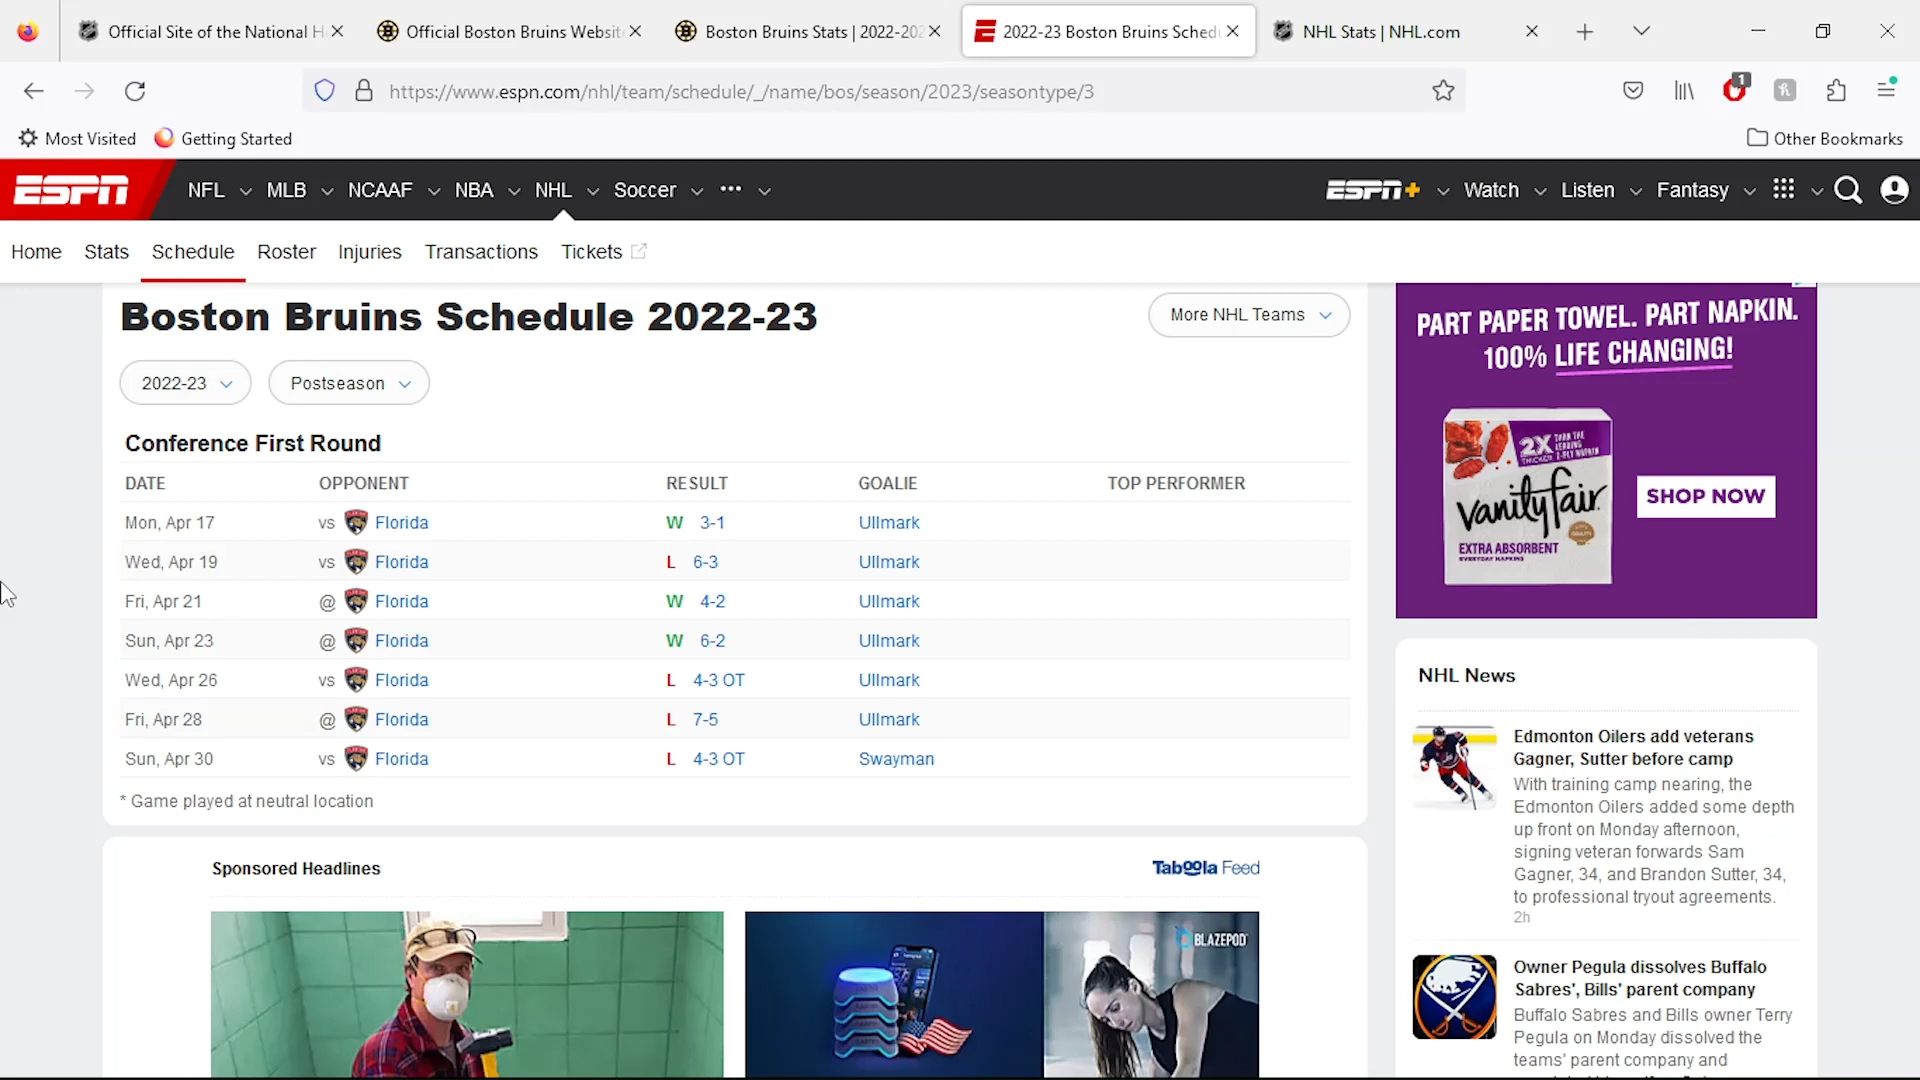 Official Site of the National H
Official Boston Bruins Website
Boston Bruins Stats | 2022-202
2022-23 Boston Bruins Schedu
NHL Stats | NHL.com
https://www.espn.com/nhl/team/schedule/_/name/bos/season/2023/seasontype/3
1
Most Visited
Getting Started
Other Bookmarks
ESPN
NFL
MLB
NCAAF
NBA
NHL
Soccer
ESPN+
Watch
Listen
Fantasy
Home
Stats
Schedule
Roster
Injuries
Transactions
Tickets
Boston Bruins Schedule 2022-23
More NHL Teams
2022-23
Postseason
Conference First Round
DATE OPPONENT RESULT GOALIE TOP PERFORMER
Mon, Apr 17 vs Florida W 3-1 Ullmark
Wed, Apr 19 vs Florida L 6-3 Ullmark
Fri, Apr 21 @ Florida W 4-2 Ullmark
Sun, Apr 23 @ Florida W 6-2 Ullmark
Wed, Apr 26 vs Florida L 4-3 OT Ullmark
Fri, Apr 28 @ Florida L 7-5 Ullmark
Sun, Apr 30 vs Florida L 4-3 OT Swayman
* Game played at neutral location
Sponsored Headlines
Taboola Feed
BLAZEPOD
PART PAPER TOWEL. PART NAPKIN.
100% LIFE CHANGING!
2X
THICKER
Vanity fair
EXTRA ABSORBENT
EVERYDAY NAPKINS
SHOP NOW
NHL News
Edmonton Oilers add veterans
Gagner, Sutter before camp
With training camp nearing, the
Edmonton Oilers added some depth
up front on Monday afternoon,
signing veteran forwards Sam
Gagner, 34, and Brandon Sutter, 34,
to professional tryout agreements.
2h
Owner Pegula dissolves Buffalo
Sabres', Bills' parent company
Buffalo Sabres and Bills owner Terry
Pegula on Monday dissolved the
teams' parent company and